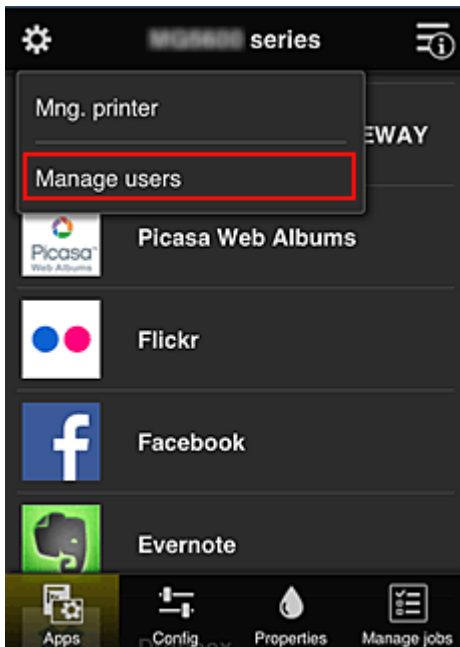 series
Mng. printer
EWAY
Manage users
Picasa
Web Albums
Picasa Web Albums
Flickr
Facebook
Evernote
Apps
Config
Properties
Manage jobs